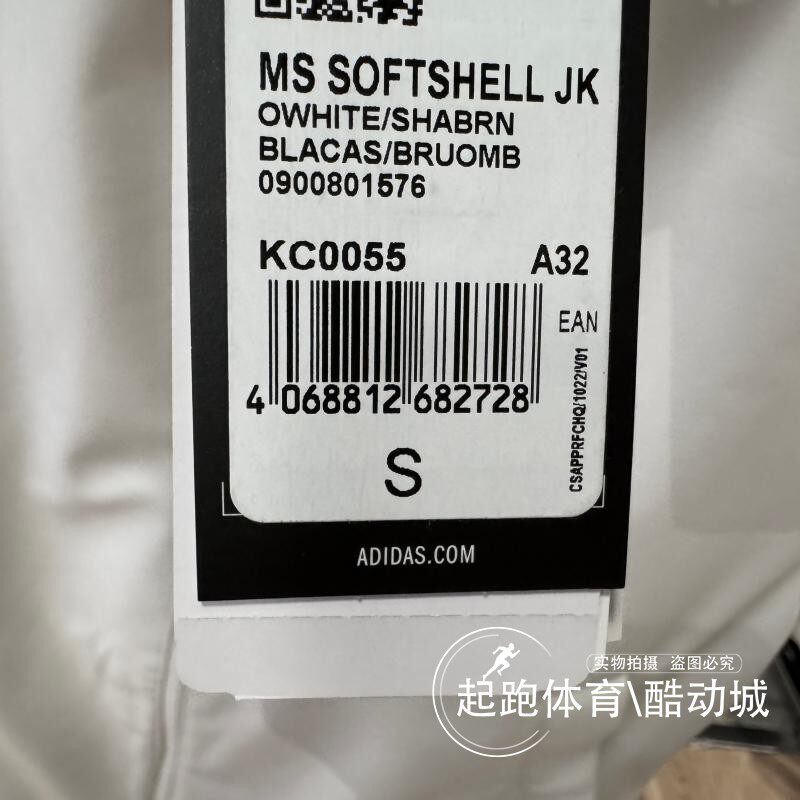 MS SOFTSHELL JK
OWHITE/SHABRN
BLACAS/BRUOMB
0900801576
KC0055
A32
EAN
4 068812 682728
CSAPPRFCHQ/1022/V01
S
ADIDAS.COM
实物拍摄 盗图必究
起跑体育\酷动城